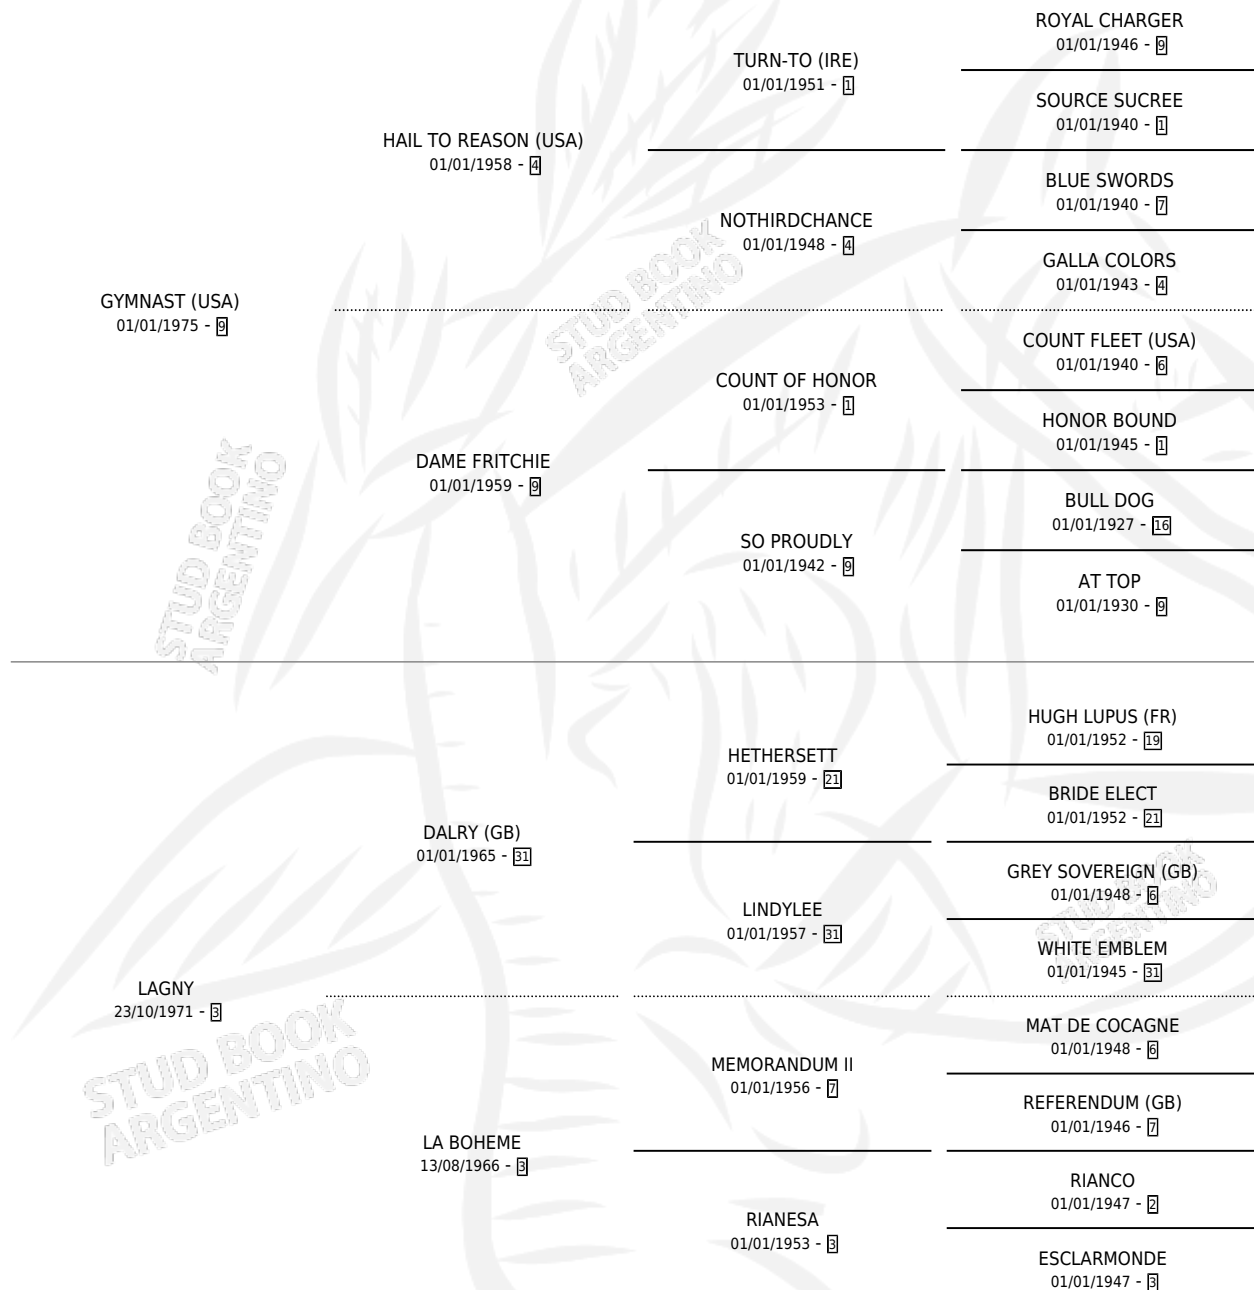 ROYAL CHARGER
01/01/1946 - 9
TURN-TO (IRE)
01/01/1951 - 1
SOURCE SUCREE
01/01/1940 - 1
HAIL TO REASON (USA)
01/01/1958 - 4
BLUE SWORDS
01/01/1940 - 7
NOTHIRDCHANCE
01/01/1948 - 4
GALLA COLORS
01/01/1943 - 4
GYMNAST (USA)
01/01/1975 - 9
COUNT FLEET (USA)
01/01/1940 - 6
COUNT OF HONOR
01/01/1953 - 1
HONOR BOUND
01/01/1945 - 1
DAME FRITCHIE
01/01/1959 - 9
BULL DOG
01/01/1927 - 16
SO PROUDLY
01/01/1942 - 9
AT TOP
01/01/1930 - 9
HUGH LUPUS (FR)
01/01/1952 - 19
HETHERSETT
01/01/1959 - 21
BRIDE ELECT
01/01/1952 - 21
DALRY (GB)
01/01/1965 - 31
GREY SOVEREIGN (GB)
01/01/1948 - 6
LINDYLEE
01/01/1957 - 31
WHITE EMBLEM
01/01/1945 - 31
LAGNY
23/10/1971 - 3
MAT DE COCAGNE
01/01/1948 - 6
MEMORANDUM II
01/01/1956 - 7
REFERENDUM (GB)
01/01/1946 - 7
LA BOHEME
13/08/1966 - 3
RIANCO
01/01/1947 - 2
RIANESA
01/01/1953 - 3
ESCLARMONDE
01/01/1947 - 3
STUD BOOK
ARGENTINO
STUD BOOK
ARGENTINO
STUD BOOK
ARGENTINO
STUD BOOK
ARGENTINO